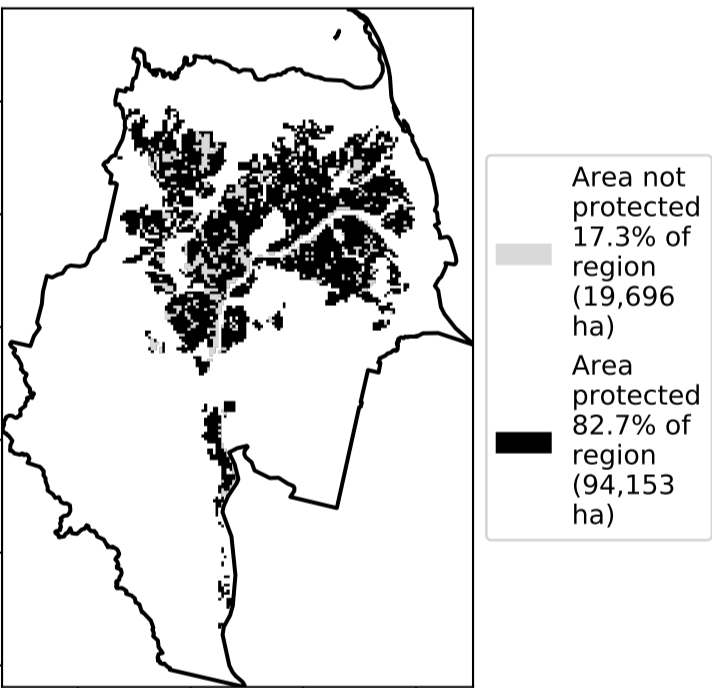 Area not
protected
17.3% of
region
(19,696
ha)
Area
protected
82.7% of
region
(94,153
ha)